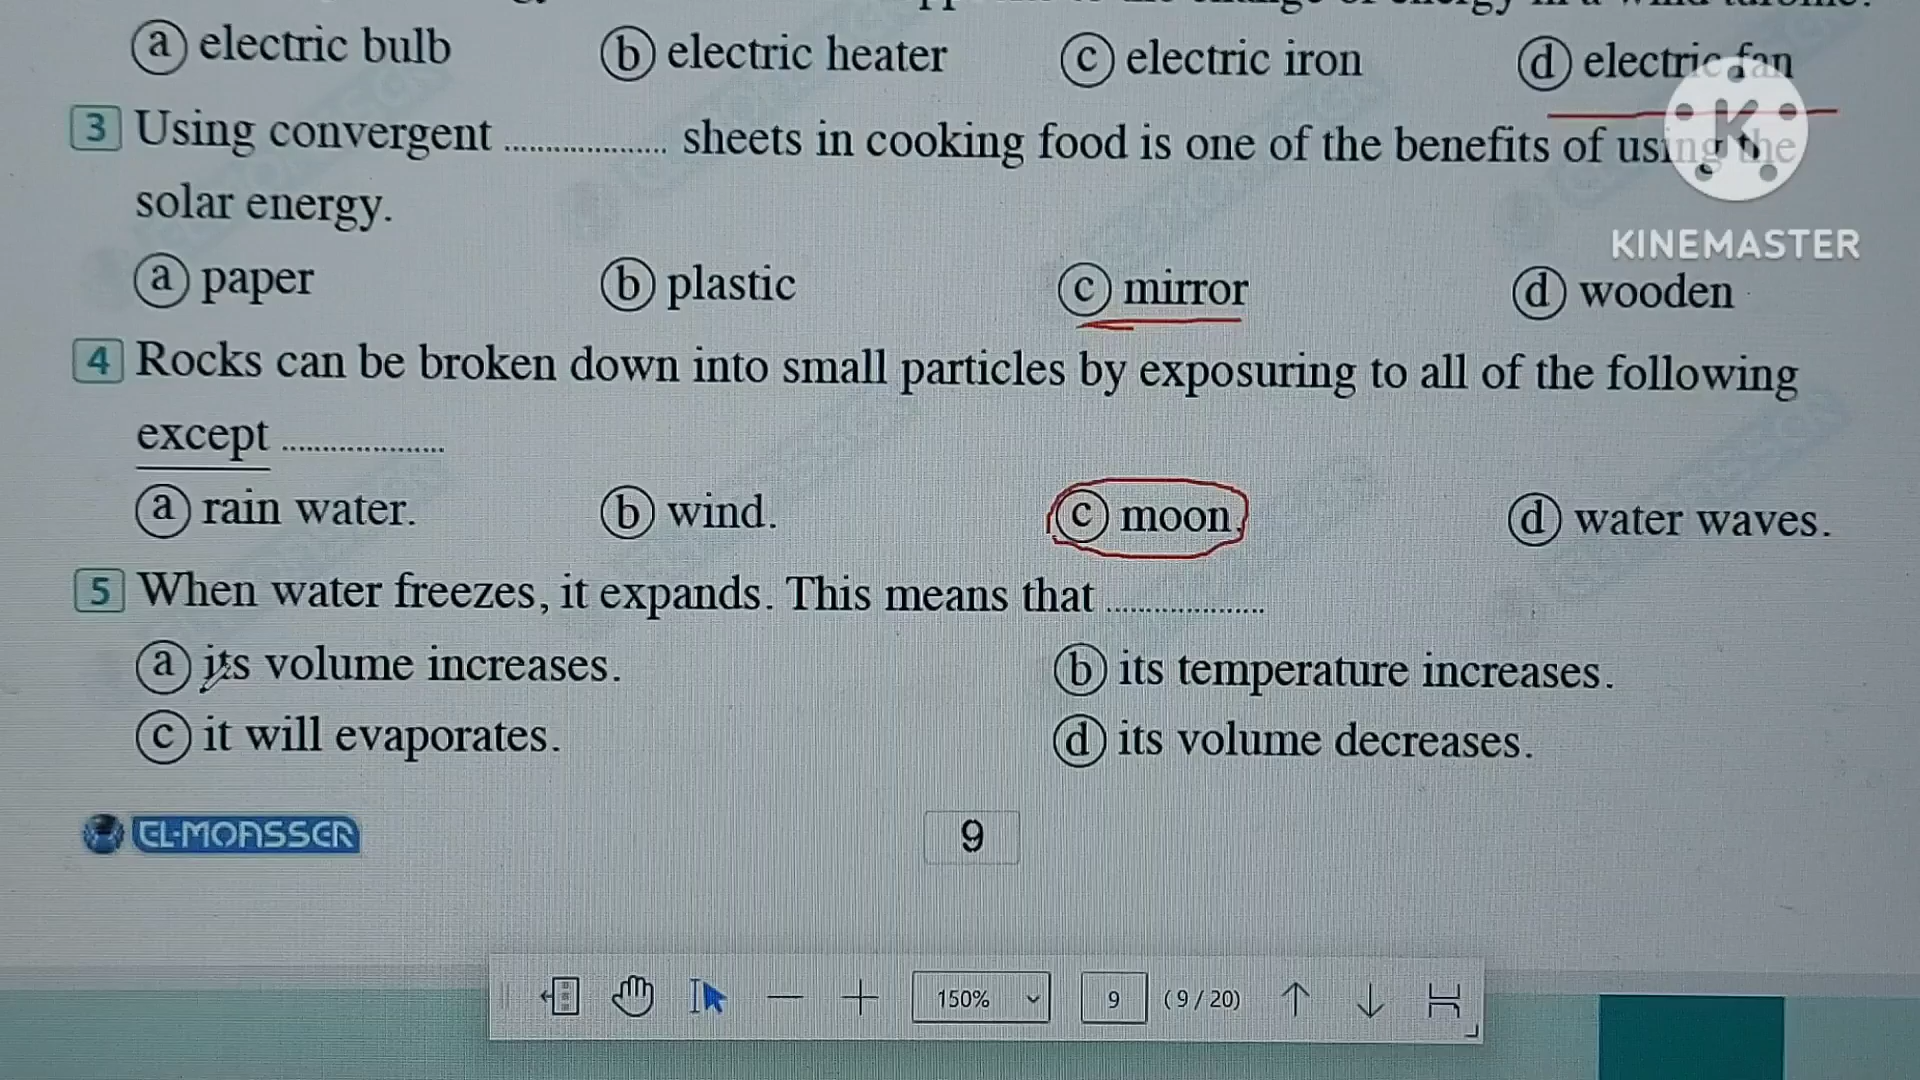 ⓐ electric bulb ⓑ electric heater ⓒ electric iron ⓓ electric fan
3 Using convergent .................. sheets in cooking food is one of the benefits of using the
solar energy.
KINEMASTER
ⓐ paper ⓑ plastic ⓒ mirror ⓓ wooden
4 Rocks can be broken down into small particles by exposuring to all of the following
except ..................
ⓐ rain water. ⓑ wind. ⓒ moon. ⓓ water waves.
5 When water freezes, it expands. This means that ..................
ⓐ its volume increases. ⓑ its temperature increases.
ⓒ it will evaporates. ⓓ its volume decreases.
EL-MOASSER
9
150% 9 (9 / 20)